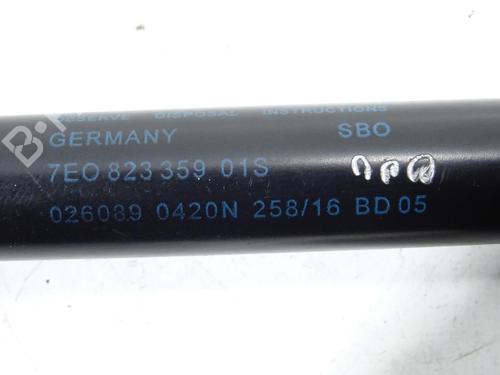 OBSERVE DISPOSAL INSTRUCTIONS
GERMANY SBO
7E0 823 359 01S
026089 0420N 258/16 BD 05